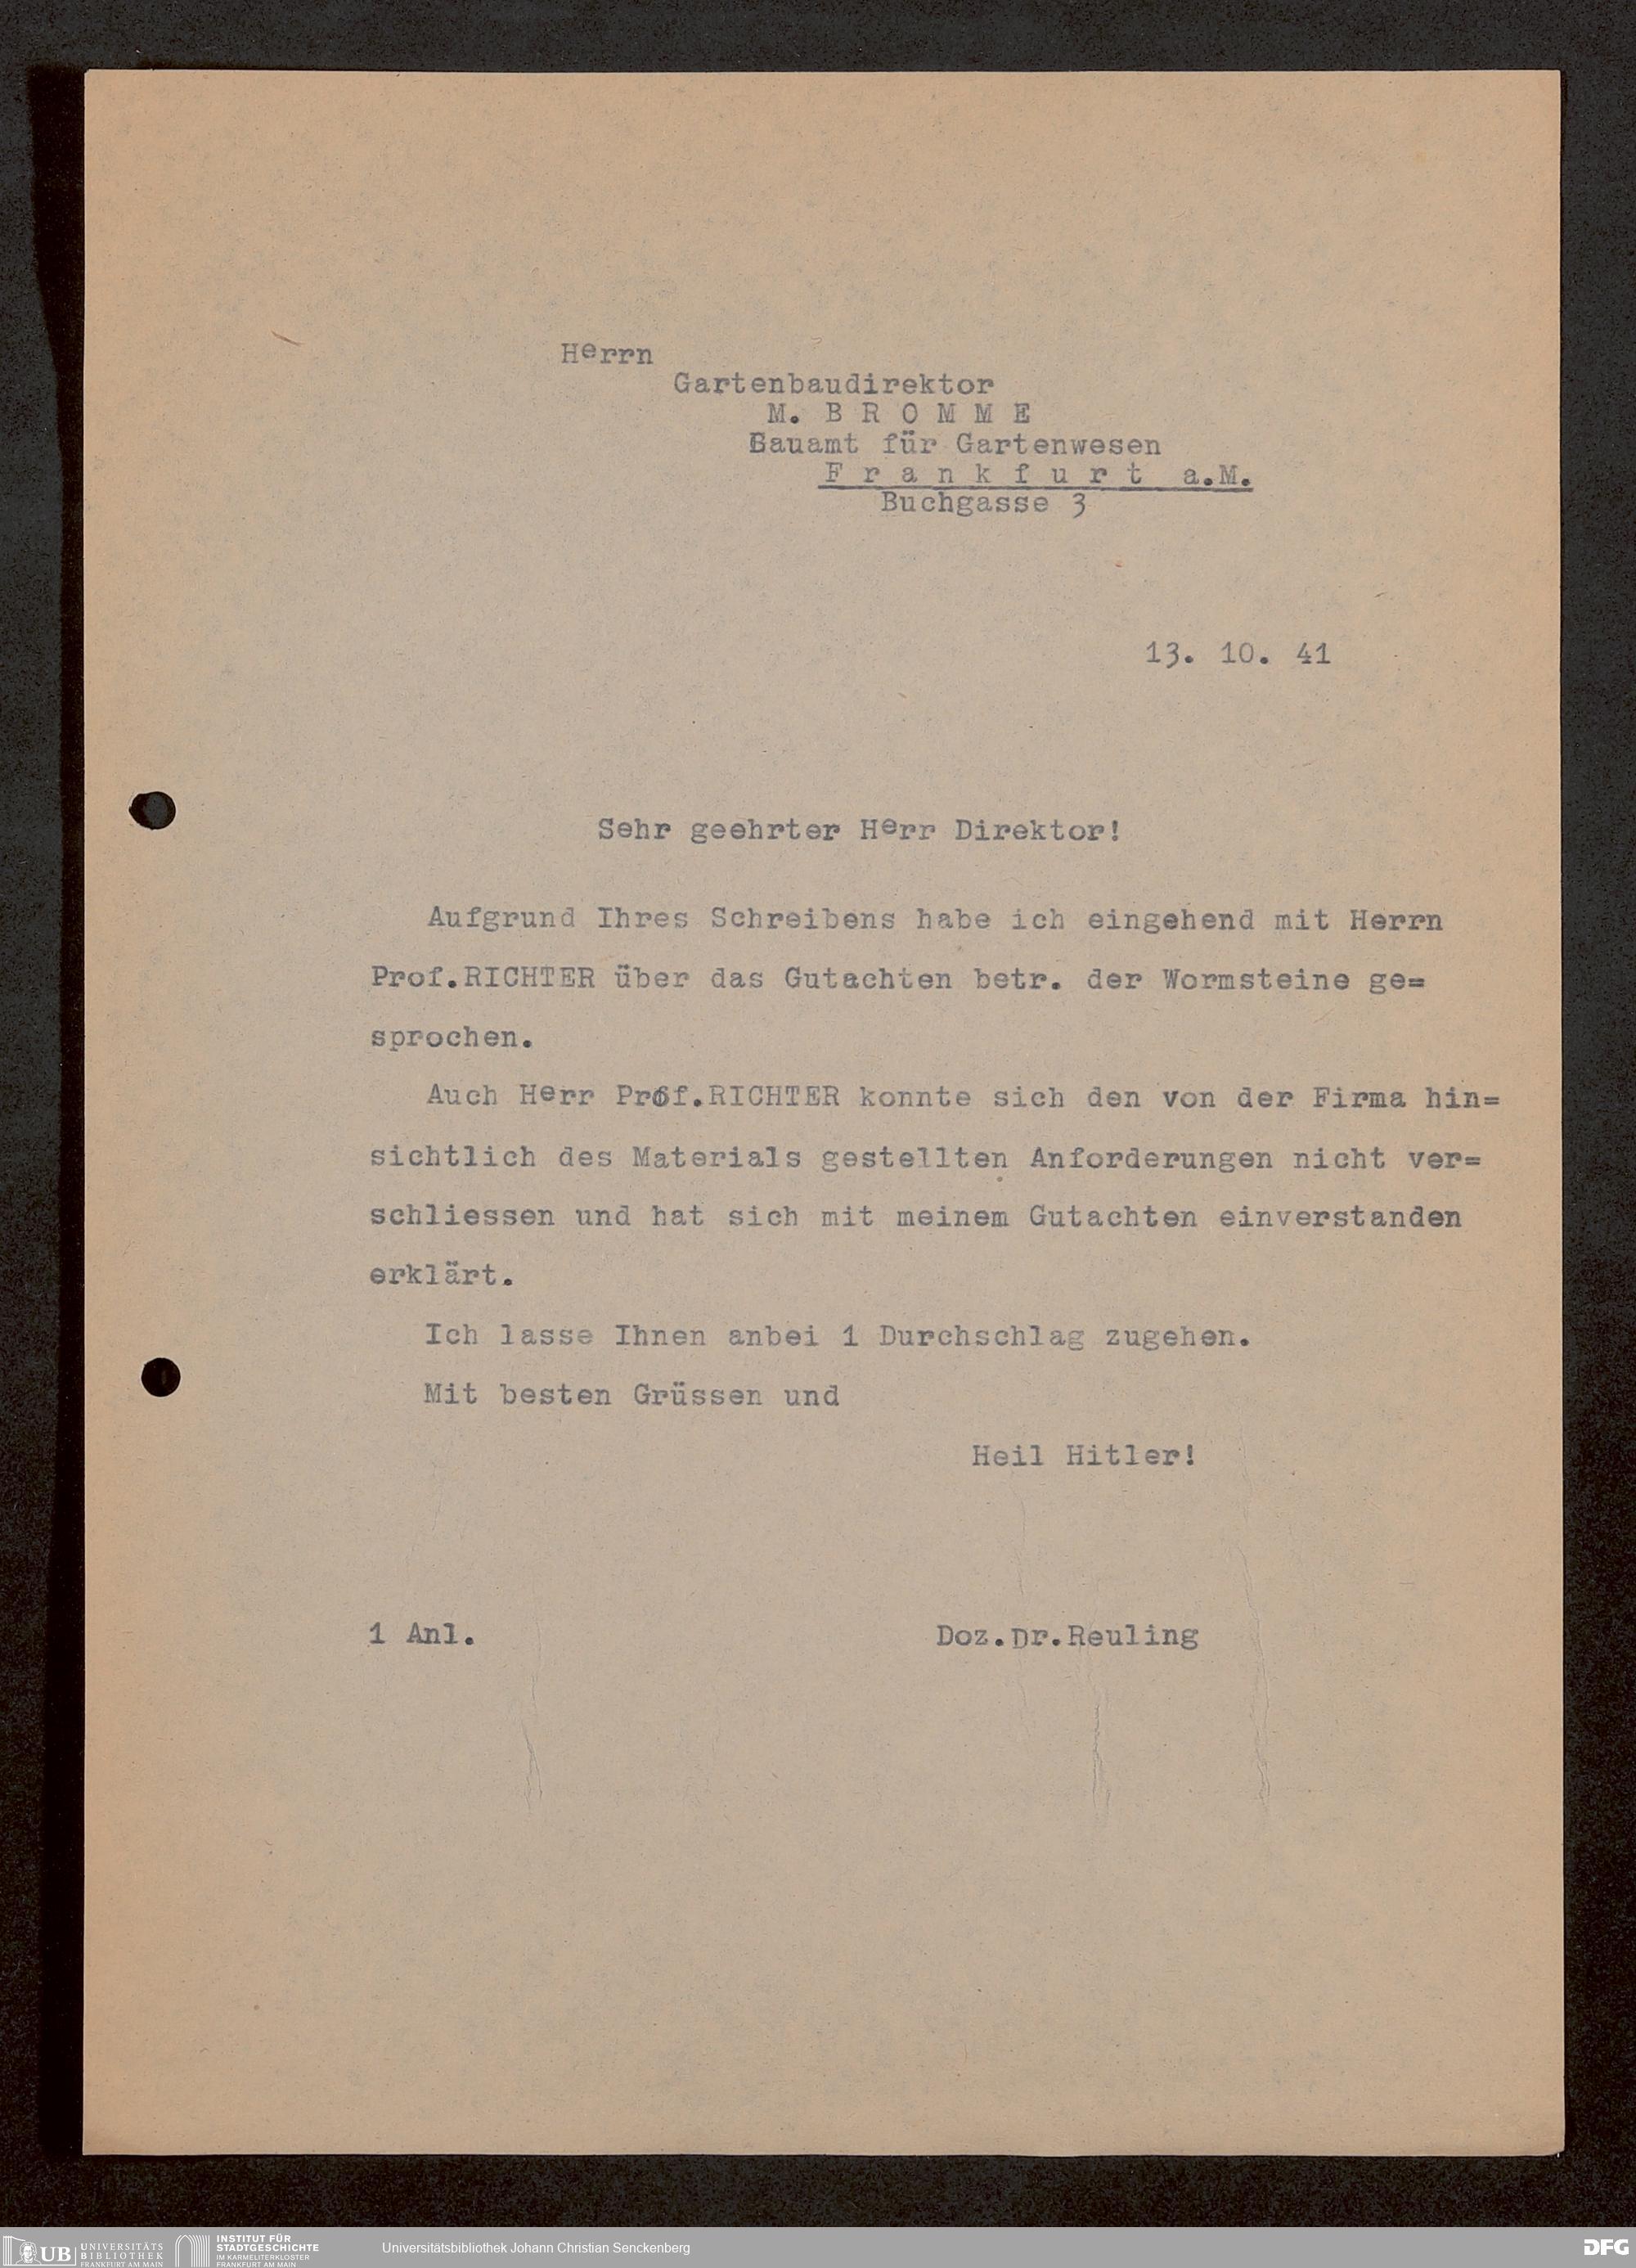 Herrn
Gartenbaudirektor
M. B R O M M E
Bauamt für Gartenwesen
F r a n k f u r t a.M.
Buchgasse 3
13. 10. 41
Sehr geehrter Herr Direktor!
Aufgrund Ihres Schreibens habe ich eingehend mit Herrn
Prof.RICHTER über das Gutachten betr. der Wormsteine ge=
sprochen.
Auch Herr Prof.RICHTER konnte sich den von der Firma hin=
sichtlich des Materials gestellten Anforderungen nicht ver=
schliessen und hat sich mit meinem Gutachten einverstanden
erklärt.
Ich lasse Ihnen anbei 1 Durchschlag zugehen.
Mit besten Grüssen und
Heil Hitler!
1 Anl.
Doz.Dr.Reuling
UB UNIVERSITÄTS
BIBLIOTHEK
FRANKFURT AM MAIN
INSTITUT FÜR
STADTGESCHICHTE
IM KARMELITERKLOSTER
FRANKFURT AM MAIN
Universitätsbibliothek Johann Christian Senckenberg
DFG